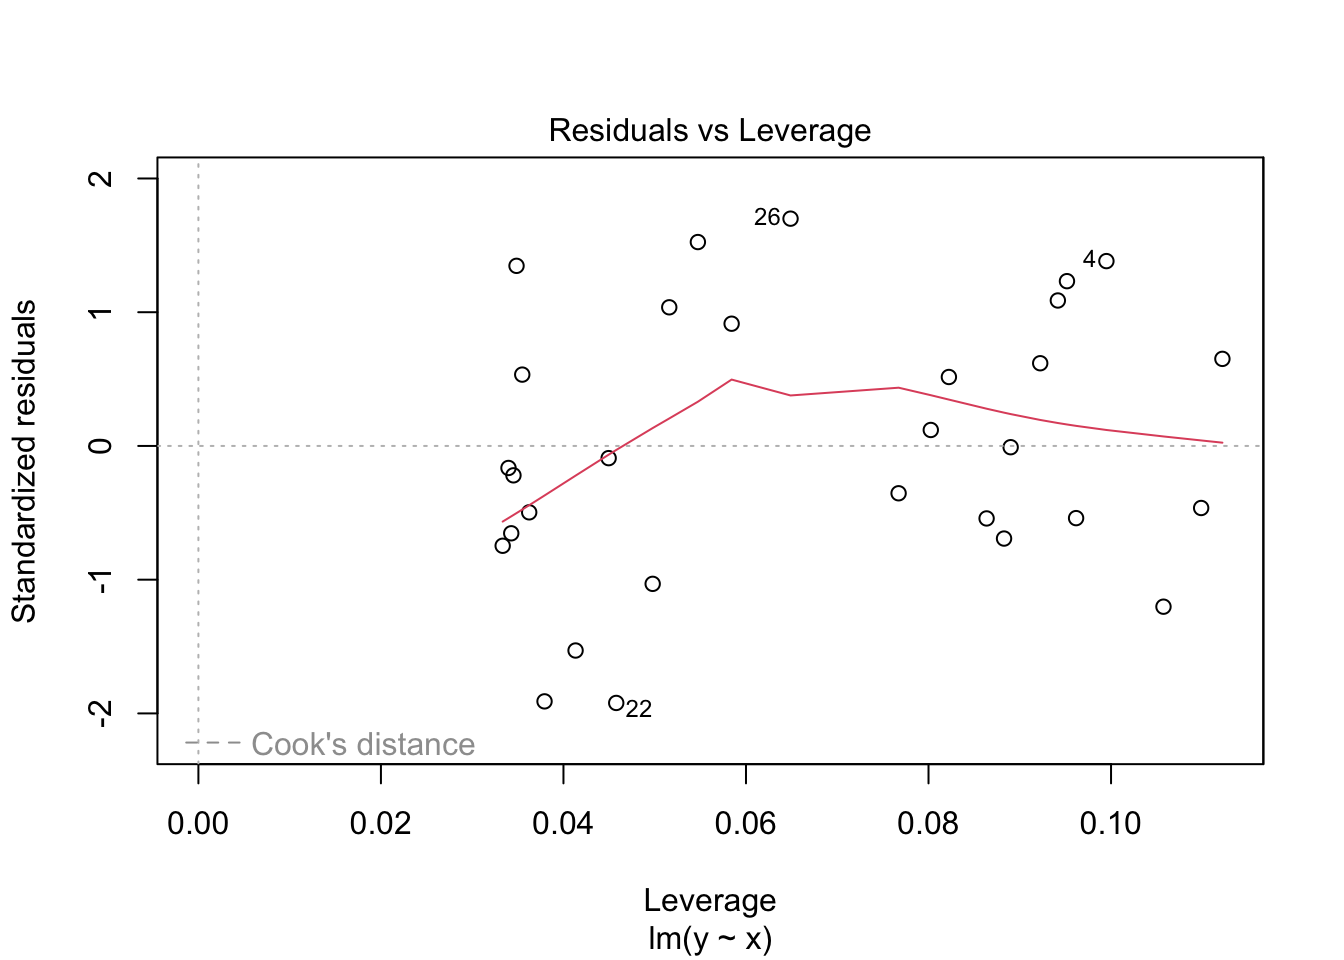 Residuals vs Leverage
Standardized residuals
2
1
0
-1
-2
26
4
22
Cook's distance
0.00 0.02 0.04 0.06 0.08 0.10
Leverage
lm(y ~ x)